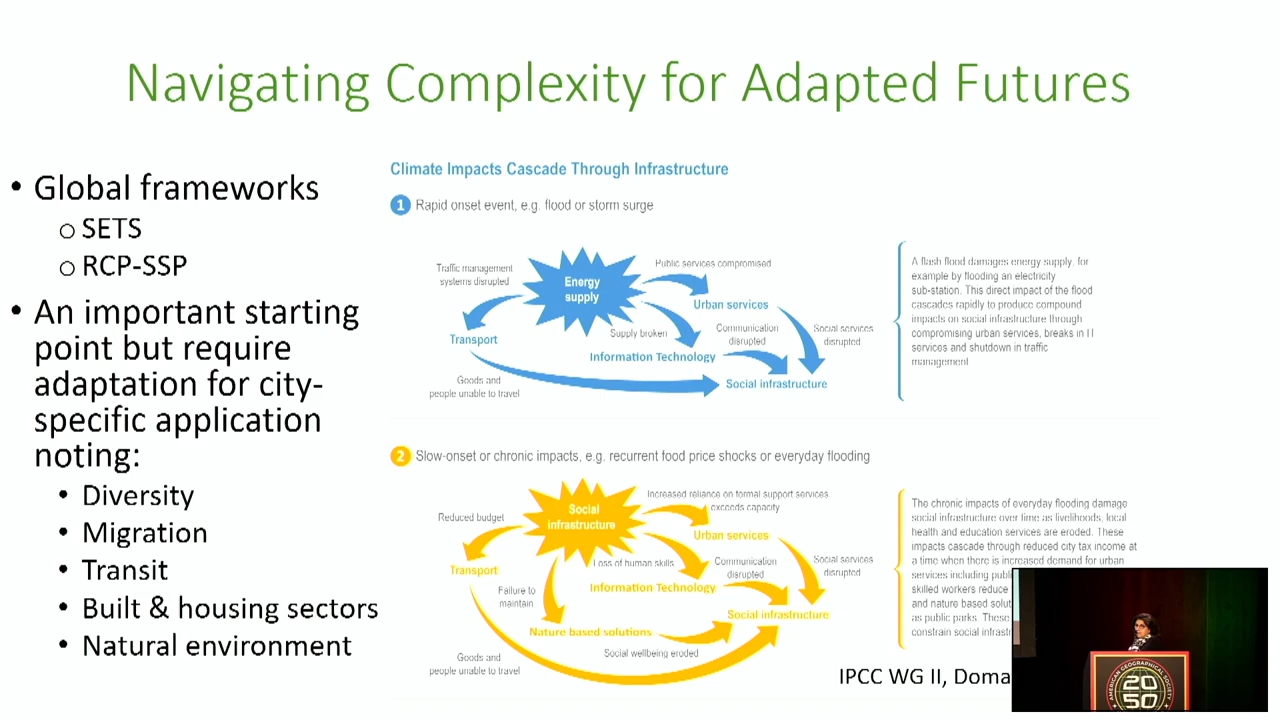 Navigating Complexity for Adapted Futures
• Global frameworks
o SETS
o RCP-SSP
• An important starting
point but require
adaptation for city-
specific application
noting:
• Diversity
• Migration
• Transit
• Built & housing sectors
• Natural environment
Climate Impacts Cascade Through Infrastructure
1 Rapid onset event, e.g. flood or storm surge
Traffic management
systems disrupted
Energy
supply
Public services compromised
Urban services
Transport
Supply broken
Communication
disrupted
Social services
disrupted
Information Technology
Goods and
people unable to travel
Social infrastructure
A flash flood damages energy supply, for
example by flooding an electricity
sub-station. This direct impact of the flood
cascades rapidly to produce compound
impacts on social infrastructure through
compromising urban services, breaks in IT
services and shutdown in traffic
management
2 Slow-onset or chronic impacts, e.g. recurrent food price shocks or everyday flooding
Reduced budget
Social
infrastructure
Increased reliance on formal support services
exceeds capacity
Urban services
Transport
Loss of human skills
Communication
disrupted
Social services
disrupted
Failure to
maintain
Information Technology
Social infrastructure
Nature based solutions
Social wellbeing eroded
Goods and
people unable to travel
The chronic impacts of everyday flooding damage
social infrastructure over time as livelihoods, local
health and education services are eroded. These
impacts cascade through reduced city tax income at
a time when there is increased demand for urban
services including
skilled workers reduce
and nature based
as public parks. These
constrain social
IPCC WG II,
AMERICAN GEOGRAPHICAL SOCIETY
20
50